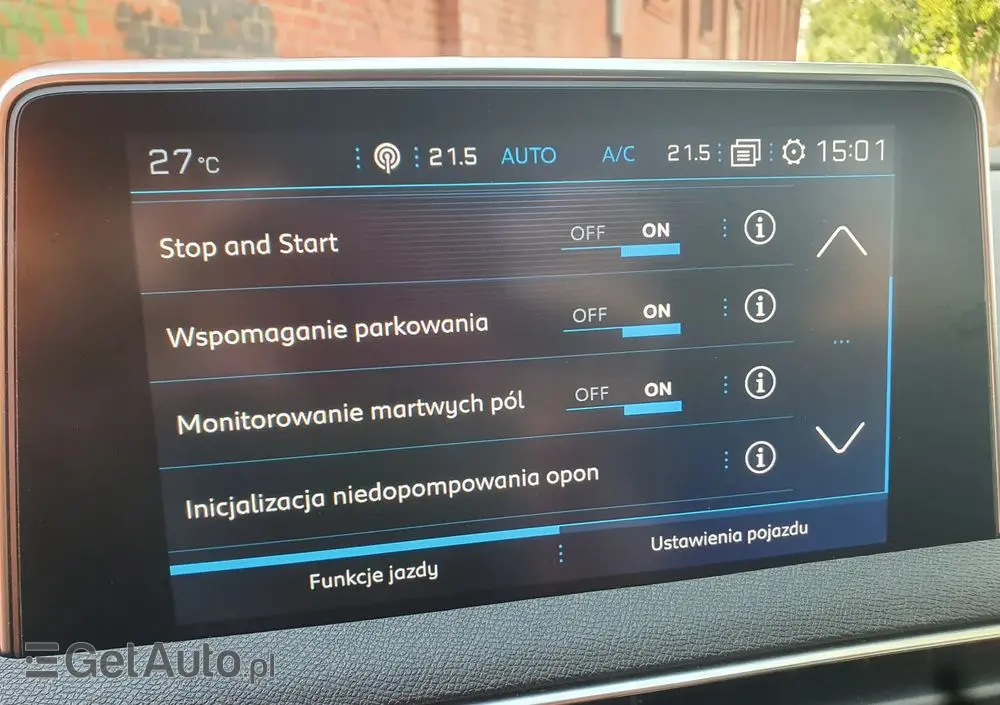 27°C 21.5 AUTO A/C 21.5 15:01
Stop and Start OFF ON
Wspomaganie parkowania OFF ON
Monitorowanie martwych pól OFF ON
Inicjalizacja niedopompowania opon
Funkcje jazdy Ustawienia pojazdu
GetAuto.pl